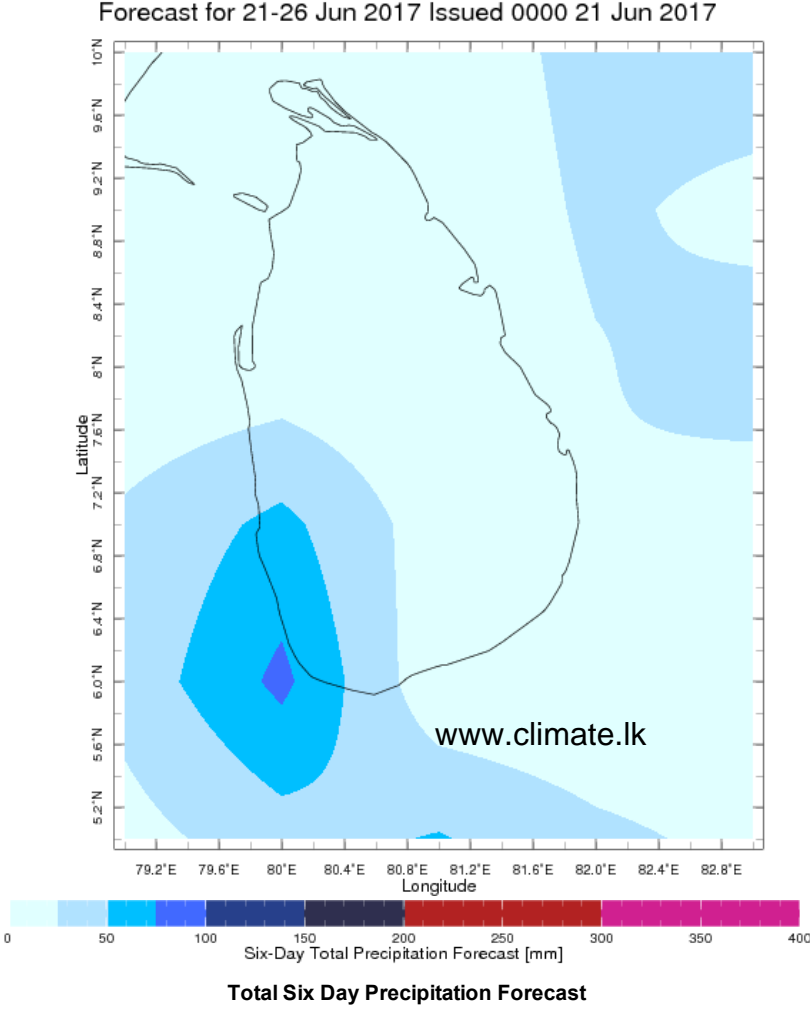 Forecast for 21-26 Jun 2017 Issued 0000 21 Jun 2017
10°N
9.6°N
9.2°N
8.8°N
8.4°N
8°N
7.6°N
7.2°N
6.8°N
6.4°N
6.0°N
5.6°N
5.2°N
Latitude
www.climate.lk
79.2°E 79.6°E 80°E 80.4°E 80.8°E 81.2°E 81.6°E 82.0°E 82.4°E 82.8°E
Longitude
0 50 100 150 200 250 300 350 400
Six-Day Total Precipitation Forecast [mm]
Total Six Day Precipitation Forecast